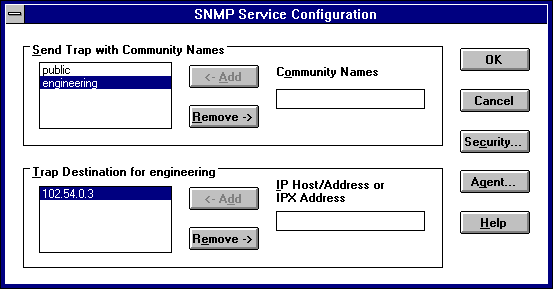 SNMP Service Configuration
Send Trap with Community Names
public
engineering
<- Add
Remove ->
Community Names
Trap Destination for engineering
102.54.0.3
<- Add
Remove ->
IP Host/Address or
IPX Address
OK
Cancel
Security...
Agent...
Help